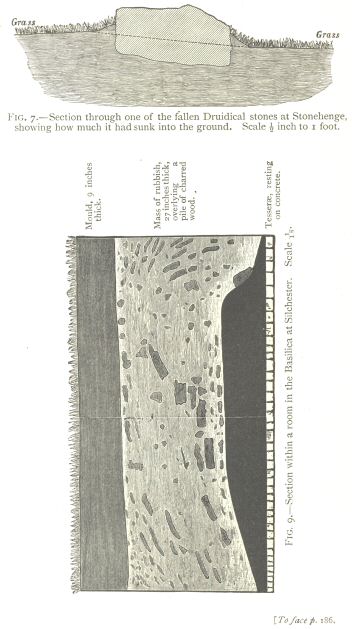 Grass
Grass
FIG. 7.—Section through one of the fallen Druidical stones at Stonehenge,
showing how much it had sunk into the ground. Scale ½ inch to 1 foot.
Mould, 9 inches
thick.
Mass of rubbish,
27 inches thick,
overlying a
pile of charred
wood.
Tesseræ, resting
on concrete.
FIG. 9.—Section within a room in the Basilica at Silchester. Scale 1/18.
[To face p. 186.